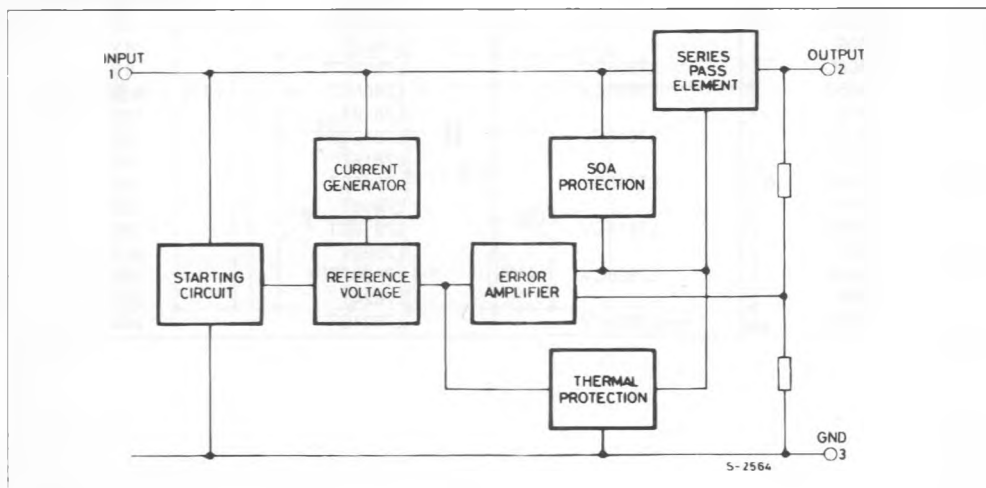 INPUT
1
SERIES
PASS
ELEMENT
OUTPUT
2
CURRENT
GENERATOR
SOA
PROTECTION
STARTING
CIRCUIT
REFERENCE
VOLTAGE
ERROR
AMPLIFIER
THERMAL
PROTECTION
GND
3
S-2564